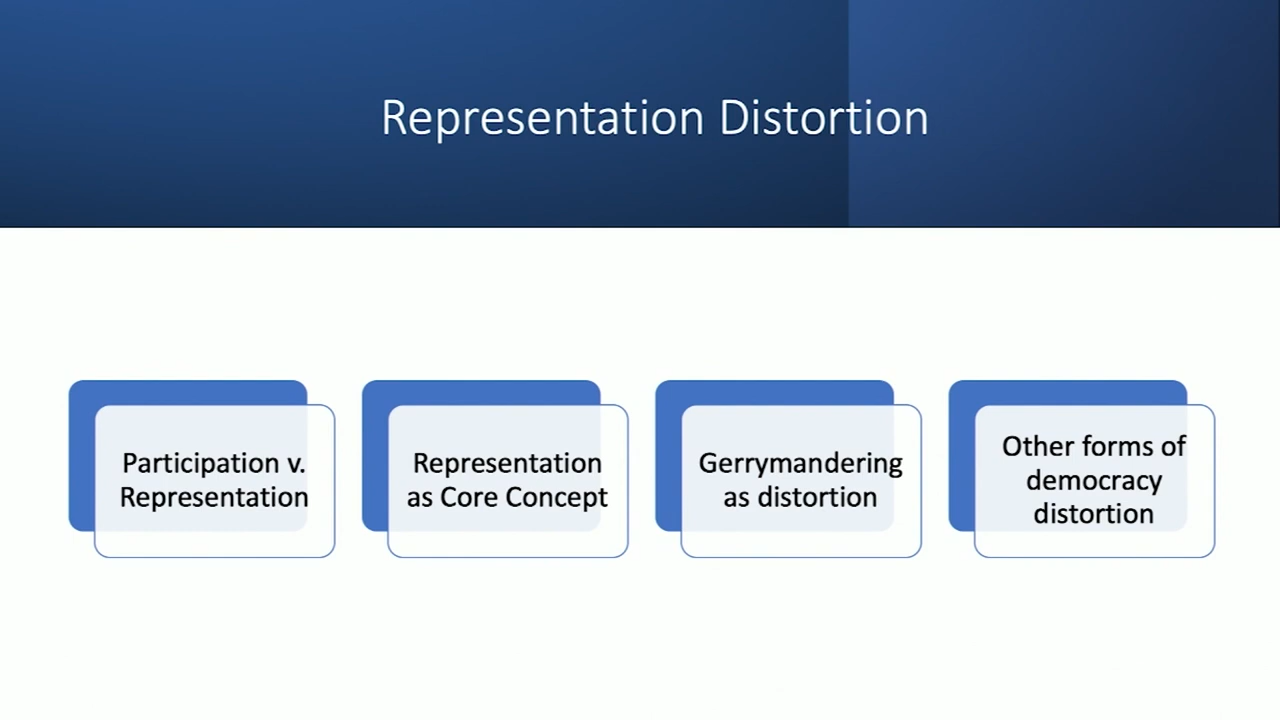 Representation Distortion
Participation v.
Representation
Representation
as Core Concept
Gerrymandering
as distortion
Other forms of
democracy
distortion